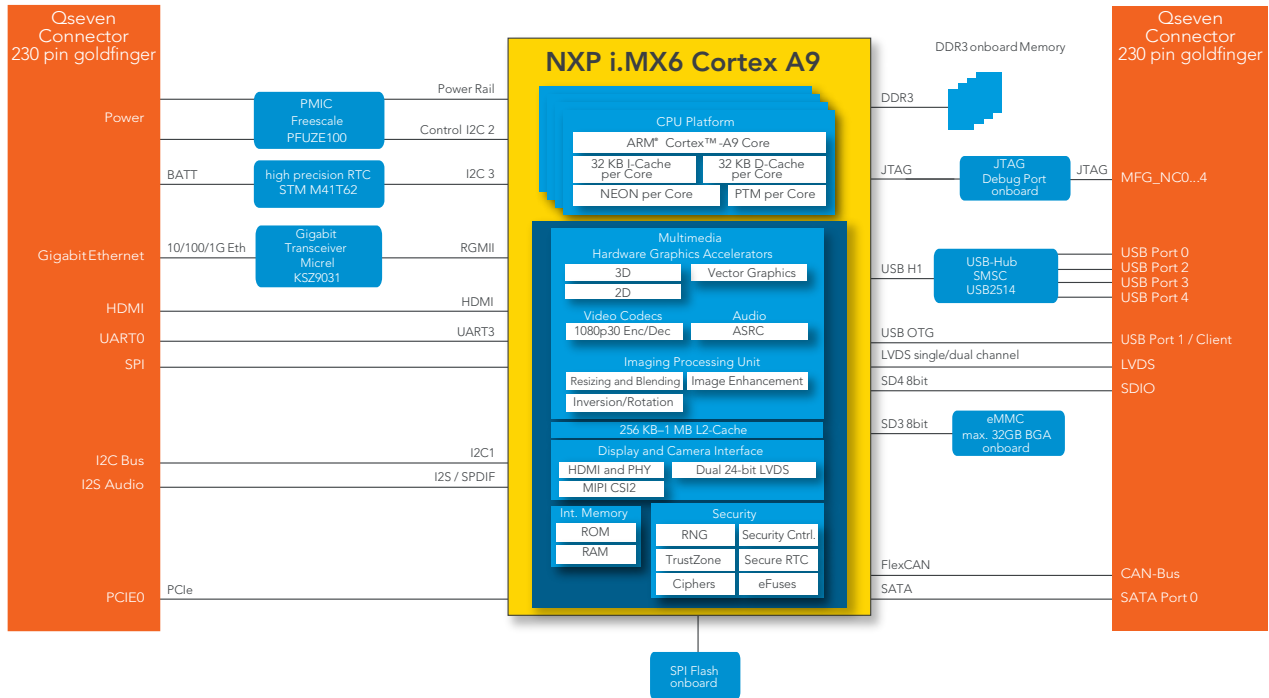 Qseven
Connector
230 pin goldfinger
Power
Gigabit Ethernet
HDMI
UART0
SPI
I2C Bus
I2S Audio
PCIE0
BATT
10/100/1G Eth
PCIe
PMIC
Freescale
PFUZE100
high precision RTC
STM M41T62
Gigabit
Transceiver
Micrel
KSZ9031
Power Rail
Control I2C 2
I2C 3
RGMII
HDMI
UART3
I2C1
I2S / SPDIF
NXP i.MX6 Cortex A9
CPU Platform
ARM® Cortex™-A9 Core
32 KB I-Cache
per Core
32 KB D-Cache
per Core
NEON per Core
PTM per Core
Multimedia
Hardware Graphics Accelerators
3D
Vector Graphics
2D
Video Codecs
Audio
1080p30 Enc/Dec
ASRC
Imaging Processing Unit
Resizing and Blending
Image Enhancement
Inversion/Rotation
256 KB–1 MB L2-Cache
Display and Camera Interface
HDMI and PHY
Dual 24-bit LVDS
MIPI CSI2
Int. Memory
ROM
RAM
Security
RNG
Security Cntrl.
TrustZone
Secure RTC
Ciphers
eFuses
SPI Flash
onboard
DDR3 onboard Memory
DDR3
JTAG
JTAG
Debug Port
onboard
JTAG
USB H1
USB-Hub
SMSC
USB2514
USB OTG
LVDS single/dual channel
SD4 8bit
SD3 8bit
eMMC
max. 32GB BGA
onboard
FlexCAN
SATA
Qseven
Connector
230 pin goldfinger
MFG_NC0...4
USB Port 0
USB Port 2
USB Port 3
USB Port 4
USB Port 1 / Client
LVDS
SDIO
CAN-Bus
SATA Port 0